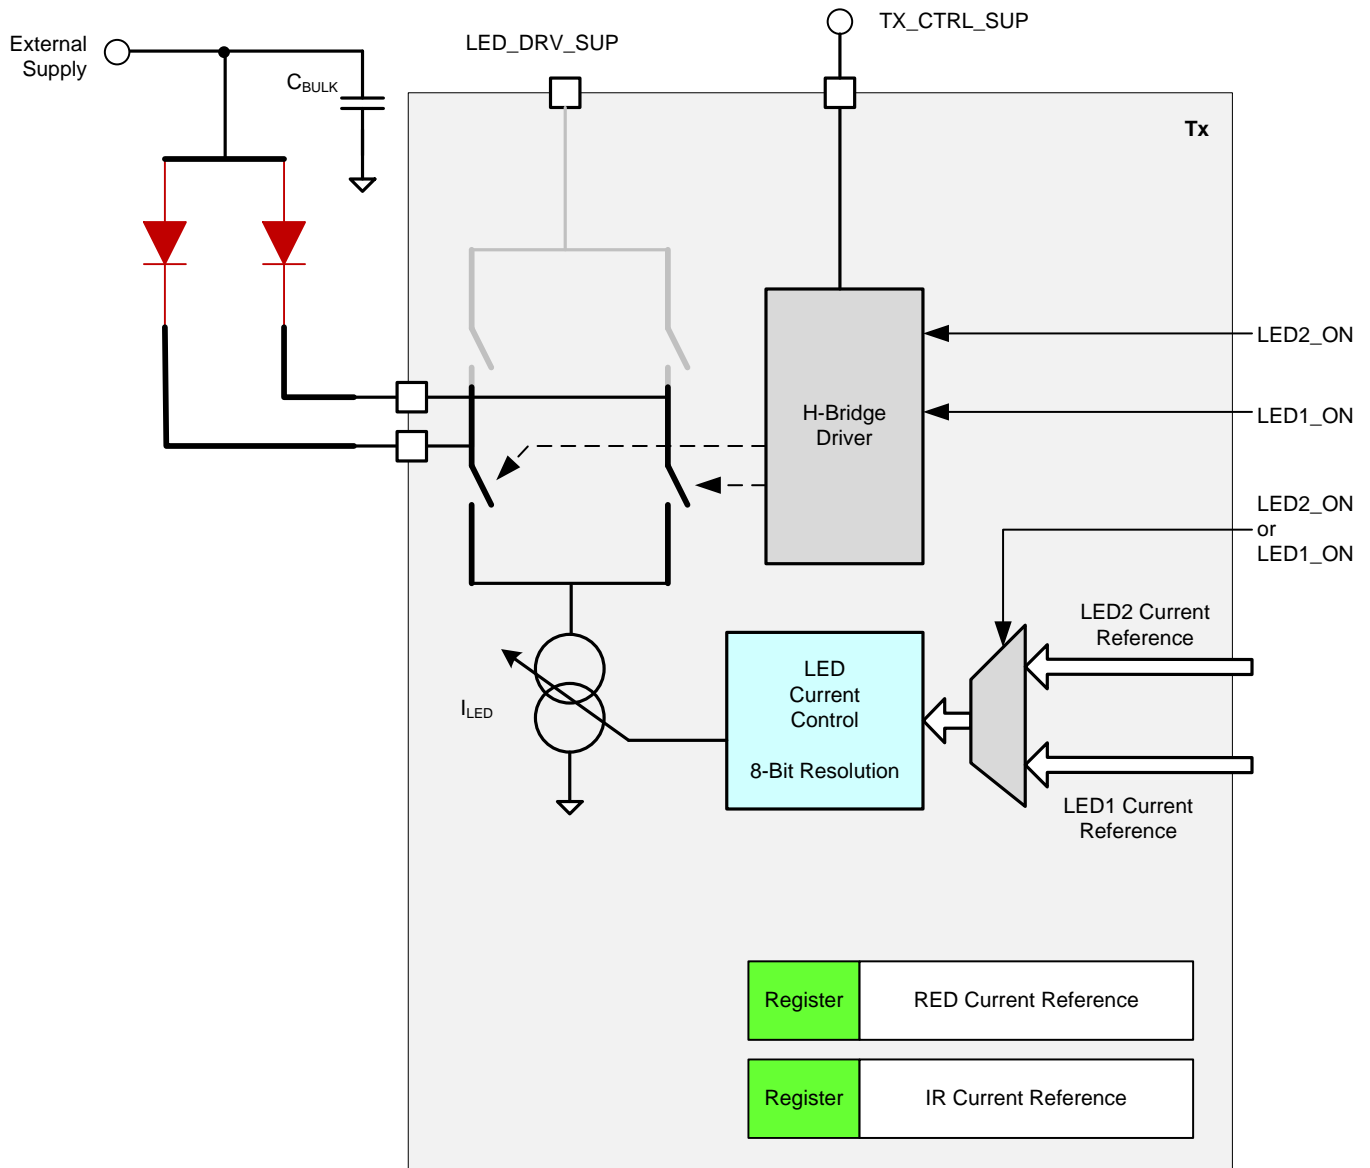 TX_CTRL_SUP
External
Supply
LED_DRV_SUP
CBULK
Tx
LED2_ON
H-Bridge
Driver
LED1_ON
LED2_ON
or
LED1_ON
LED2 Current
Reference
LED
Current
Control
8-Bit Resolution
ILED
LED1 Current
Reference
Register
RED Current Reference
Register
IR Current Reference